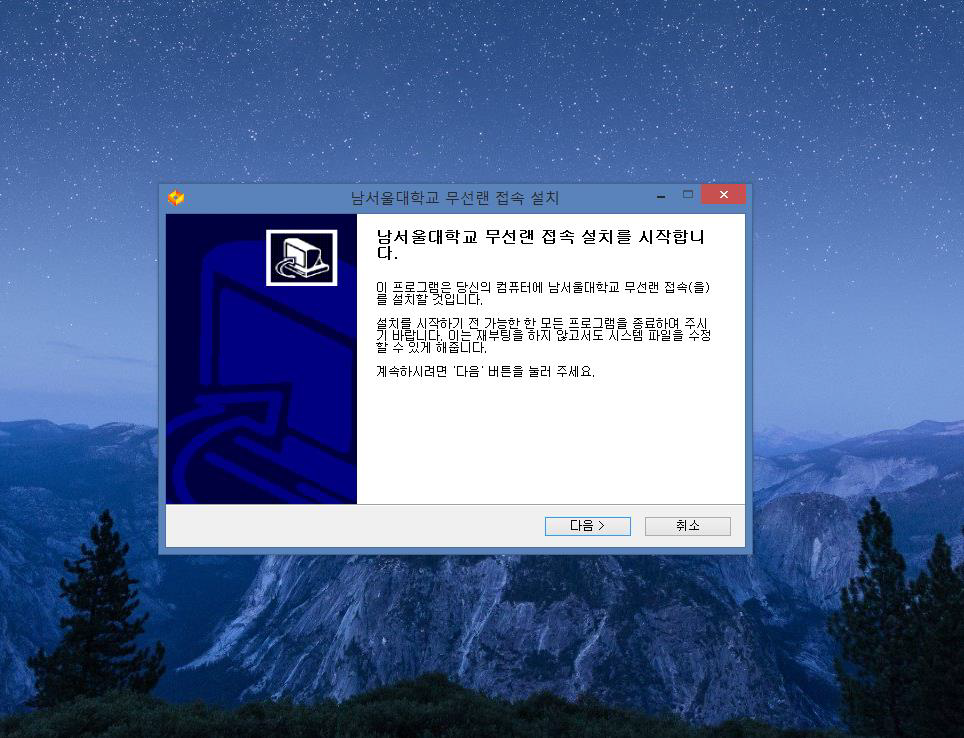 남서울대학교 무선랜 접속 설치
남서울대학교 무선랜 접속 설치를 시작합니
다.
이 프로그램은 당신의 컴퓨터에 남서울대학교 무선랜 접속(을)
를 설치할 것입니다.
설치를 시작하기 전 가능한 한 모든 프로그램을 종료하여 주시
기 바랍니다. 이는 재부팅을 하지 않고서도 시스템 파일을 수정
할 수 있게 해줍니다.
계속하시려면 '다음' 버튼을 눌러 주세요.
다음 >
취소